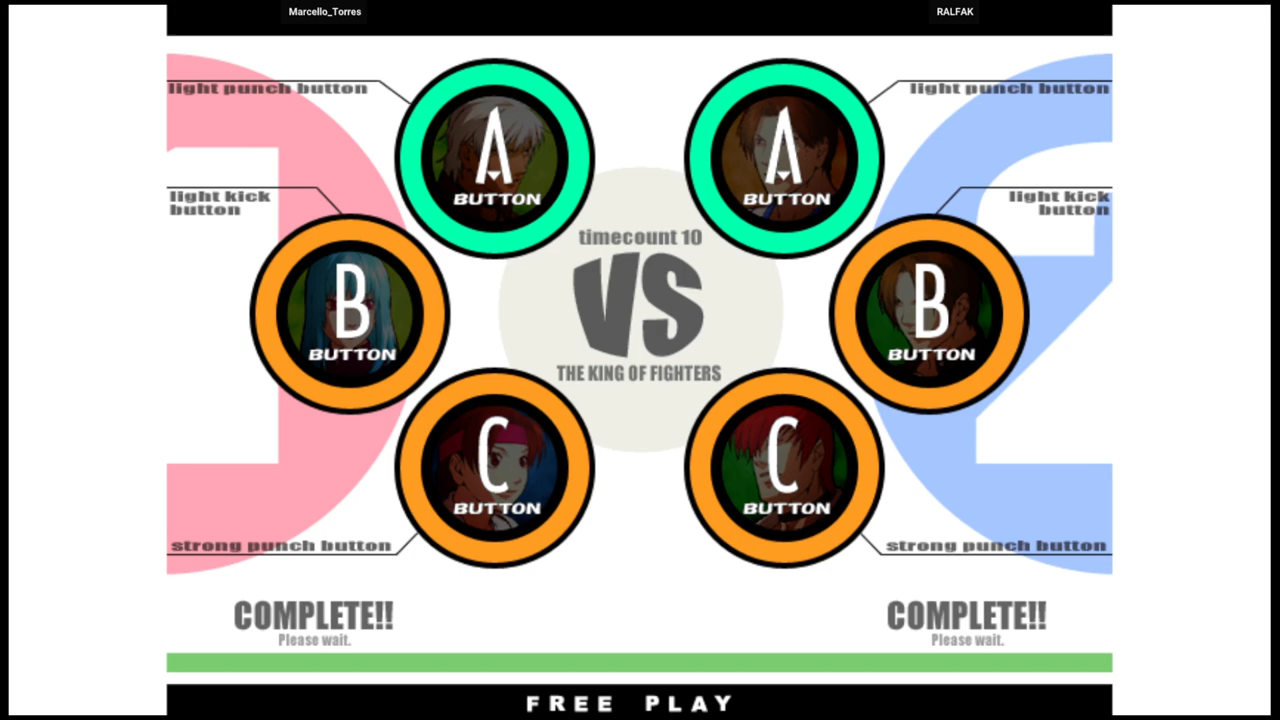 Marcello_Torres
RALFAK
light punch button
A
BUTTON
A
BUTTON
light punch button
light kick
button
B
BUTTON
timecount 10
VS
THE KING OF FIGHTERS
light kick
button
B
BUTTON
C
BUTTON
C
BUTTON
strong punch button
strong punch button
COMPLETE!!
Please wait.
COMPLETE!!
Please wait.
FREE PLAY